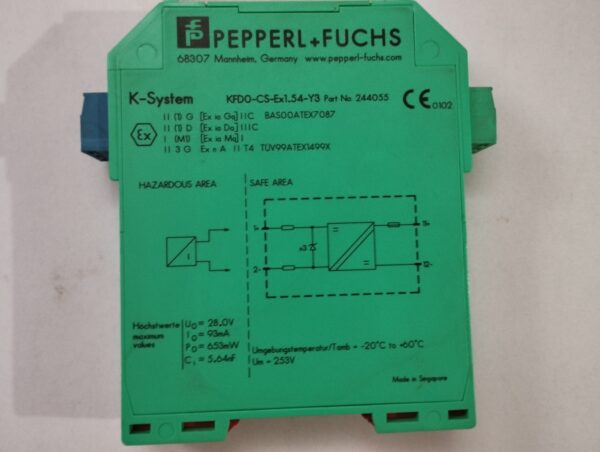 PEPPERL+FUCHS
68307 Mannheim, Germany www.pepperl-fuchs.com
K-System KFD0-CS-Ex1.54-Y3 Part No. 244055 CE 0102
Ex II (1) G [Ex ia Ga] IIC BAS00ATEX7087
II (1) D [Ex ia Da] IIIC
I (M1) [Ex ia Ma] I
II 3 G Ex n A II T4 TÜV99ATEX1499X
HAZARDOUS AREA SAFE AREA
1+ 11+
x3
I = =
2- 12-
Höchstwerte U₀ = 28.0V
maximum I₀ = 93mA
values P₀ = 653mW
Cᵢ = 5.64nF
Umgebungstemperatur/Tamb = -20°C to +60°C
Um = 253V
Made in Singapore